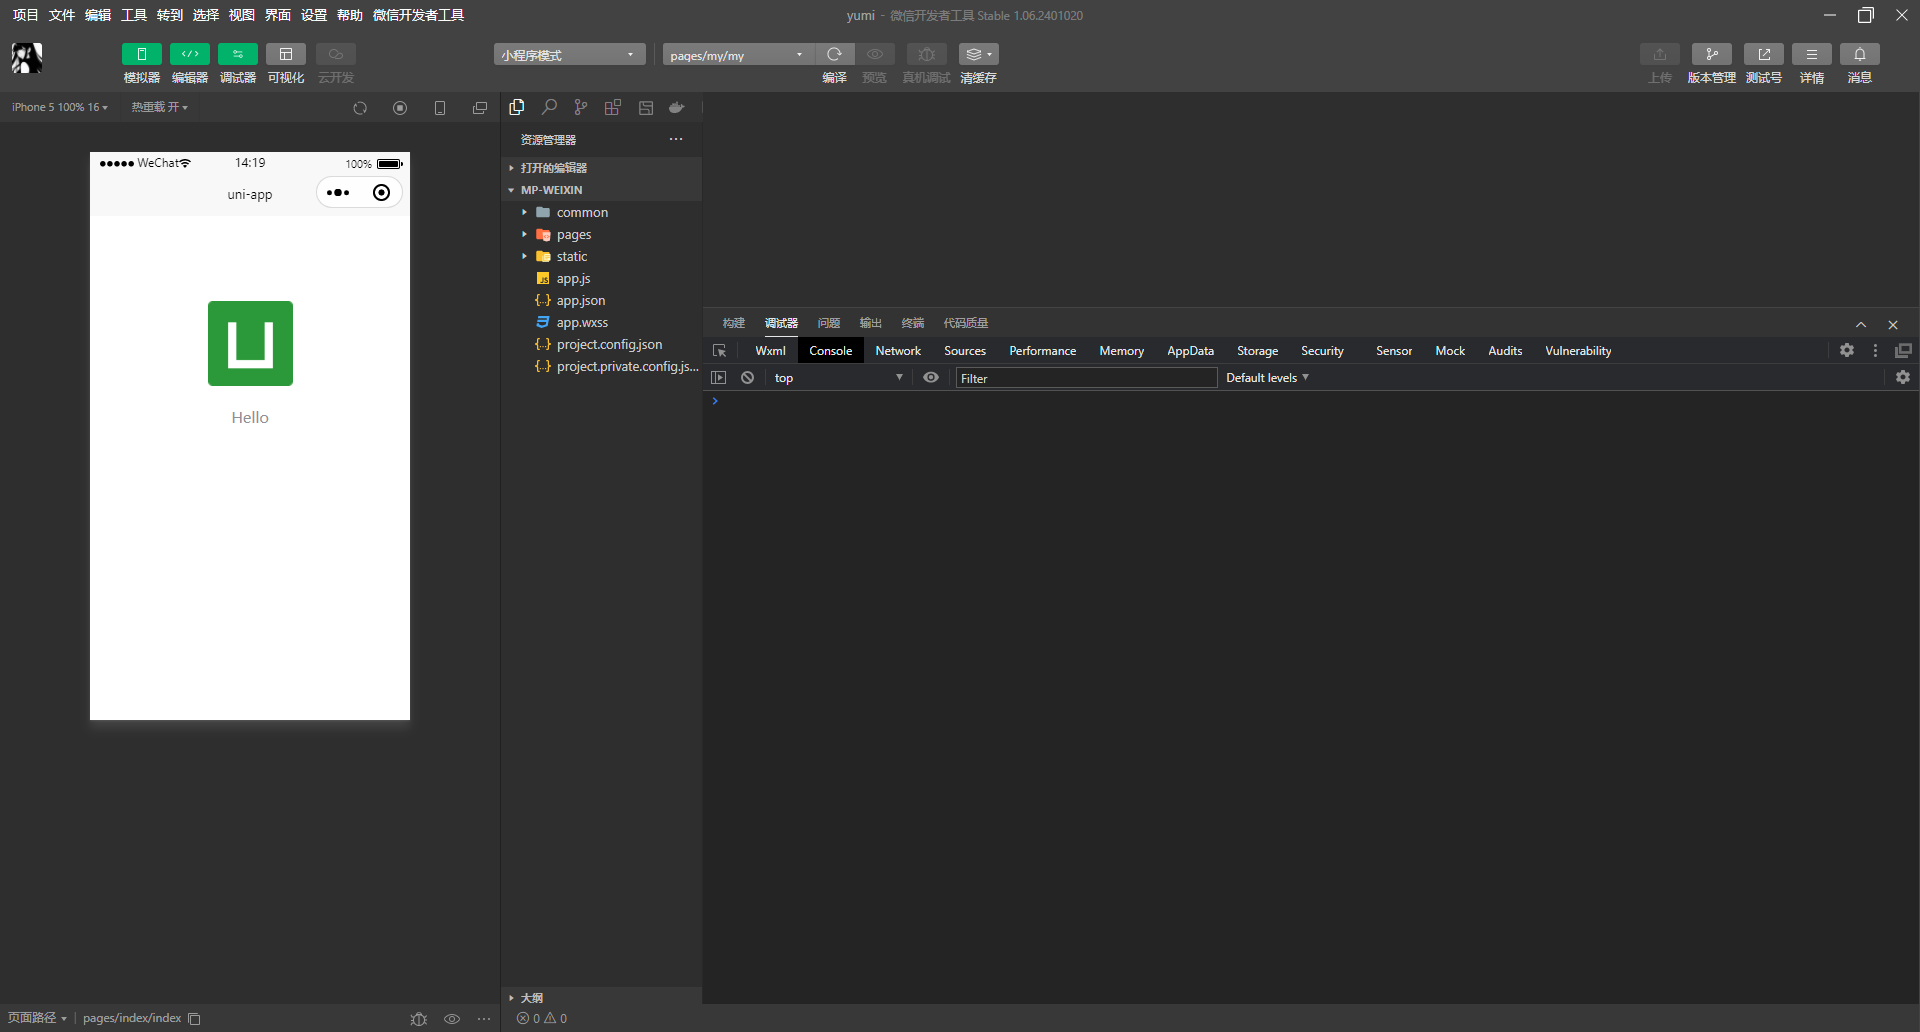 项目 文件 编辑 工具 转到 选择 视图 界面 设置 帮助 微信开发者工具
yumi - 微信开发者工具 Stable 1.06.2401020
模拟器 编辑器 调试器 可视化 云开发
小程序模式
pages/my/my
编译 预览 真机调试 清缓存
上传 版本管理 测试号 详情 消息
iPhone 5 100% 16
热重载 开
WeChat
14:19
100%
uni-app
Hello
资源管理器
打开的编辑器
MP-WEIXIN
common
pages
static
app.js
app.json
app.wxss
project.config.json
project.private.config.js...
大纲
构建 调试器 问题 输出 终端 代码质量
Wxml Console Network Sources Performance Memory AppData Storage Security Sensor Mock Audits Vulnerability
top
Filter
Default levels
页面路径
pages/index/index
0 0